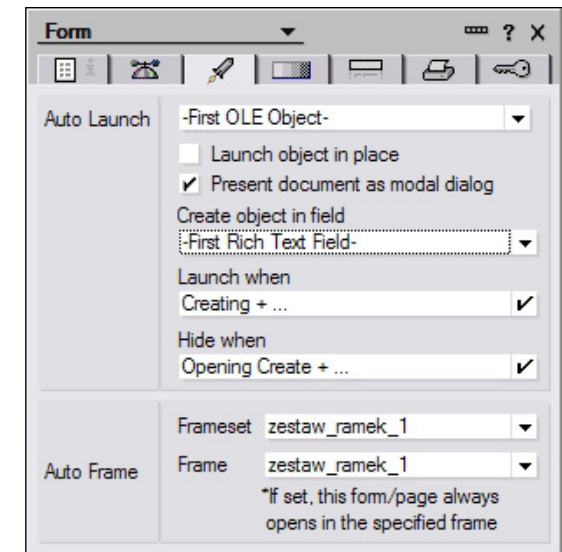 Form
? X
Auto Launch -First OLE Object-
Launch object in place
Present document as modal dialog
Create object in field
-First Rich Text Field-
Launch when
Creating + ...
Hide when
Opening Create + ...
Frameset zestaw_ramek_1
Auto Frame Frame zestaw_ramek_1
*If set, this form/page always
opens in the specified frame